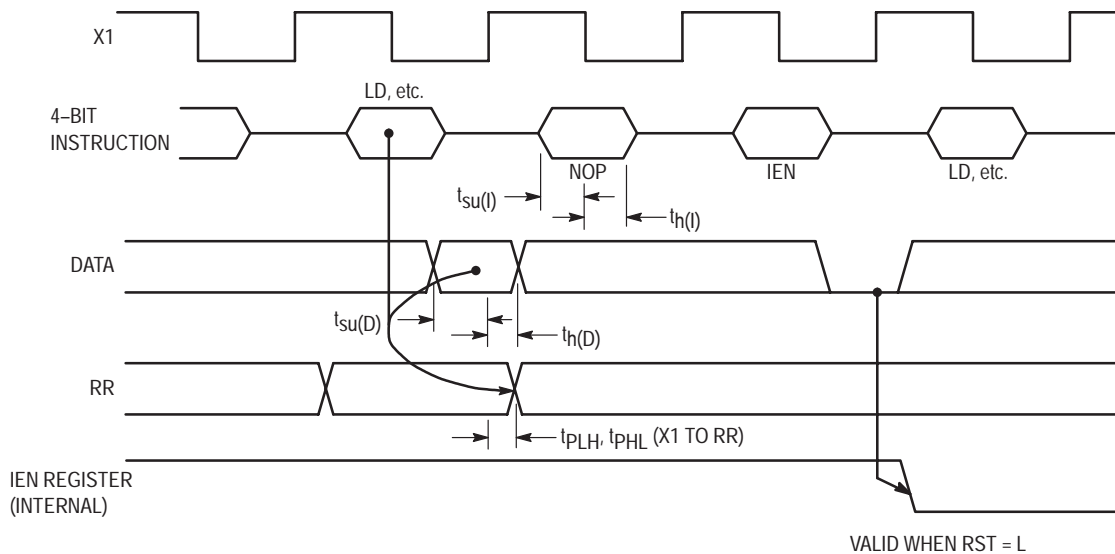 X1
LD, etc.
4–BIT
INSTRUCTION
NOP
IEN
LD, etc.
tsu(I)
th(I)
DATA
tsu(D)
th(D)
RR
tPLH, tPHL (X1 TO RR)
IEN REGISTER
(INTERNAL)
VALID WHEN RST = L